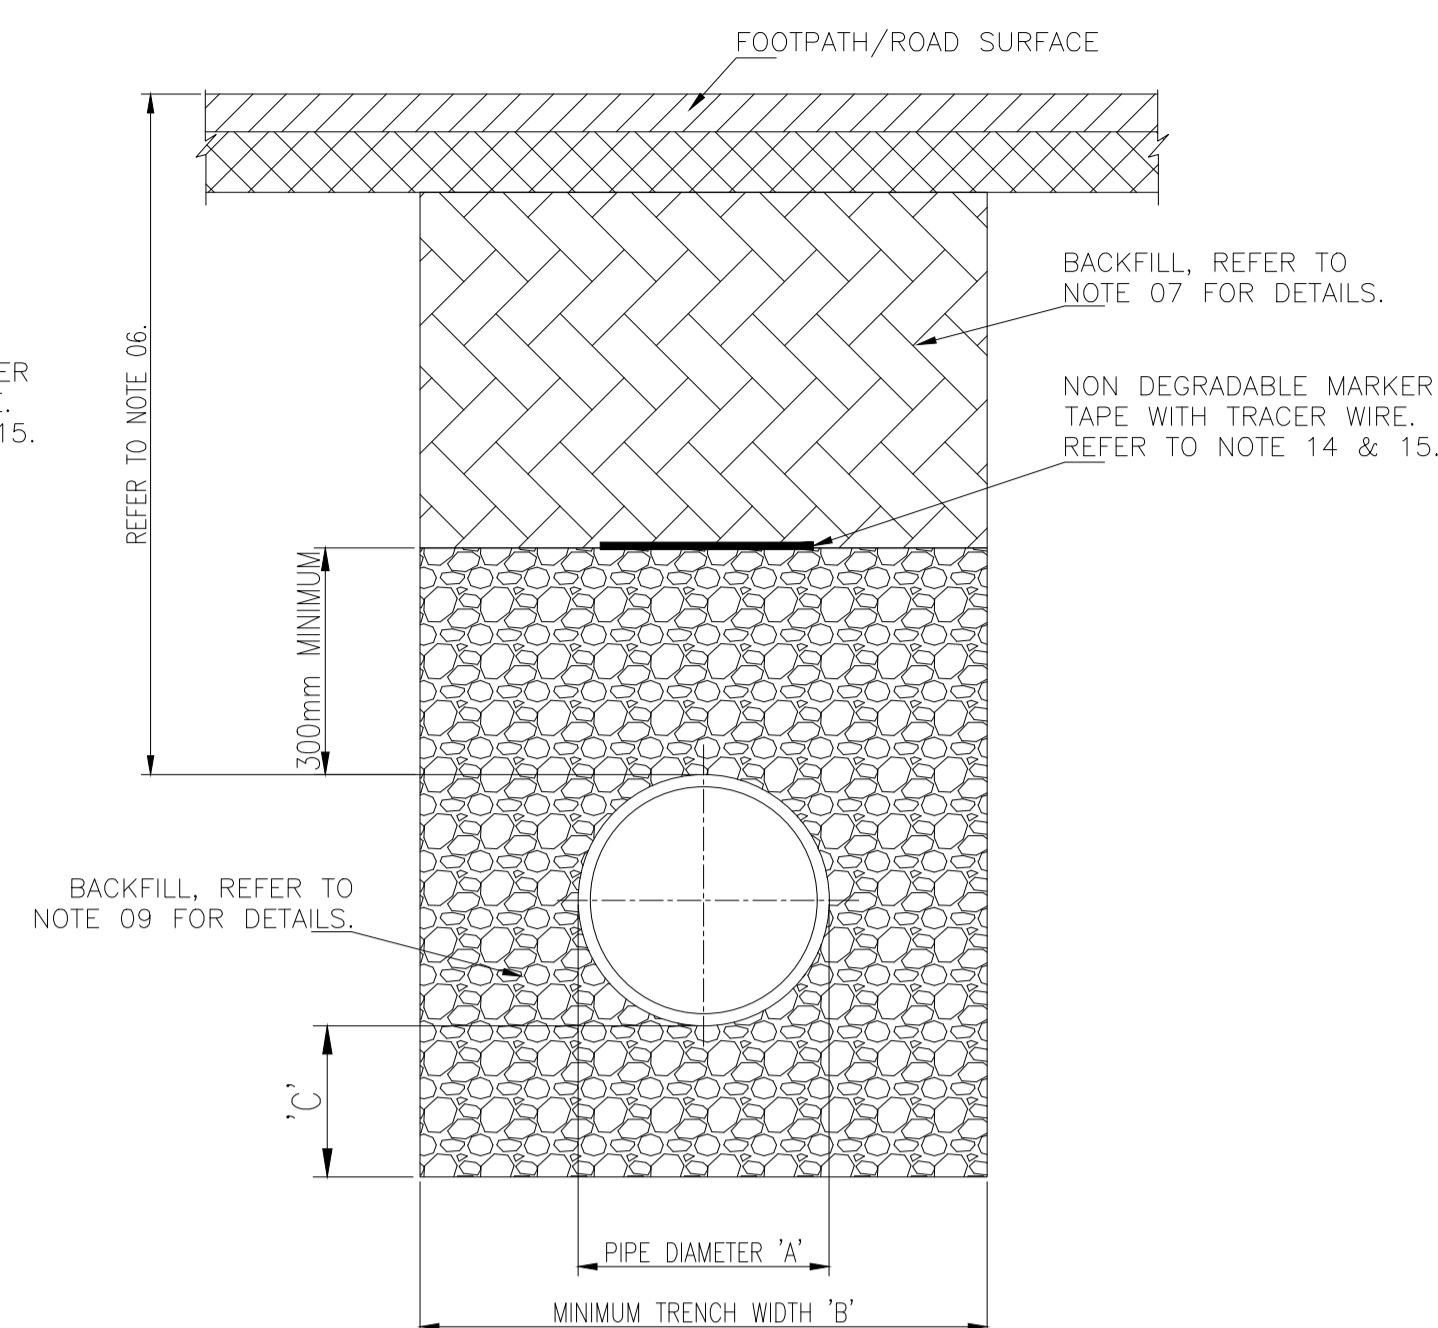 FOOTPATH/ROAD SURFACE
BACKFILL, REFER TO
NOTE 07 FOR DETAILS.
REFER TO NOTE 06.
15.
NON DEGRADABLE MARKER
TAPE WITH TRACER WIRE.
REFER TO NOTE 14 & 15.
300mm MINIMUM
BACKFILL, REFER TO
NOTE 09 FOR DETAILS.
'C'
PIPE DIAMETER 'A'
MINIMUM TRENCH WIDTH 'B'